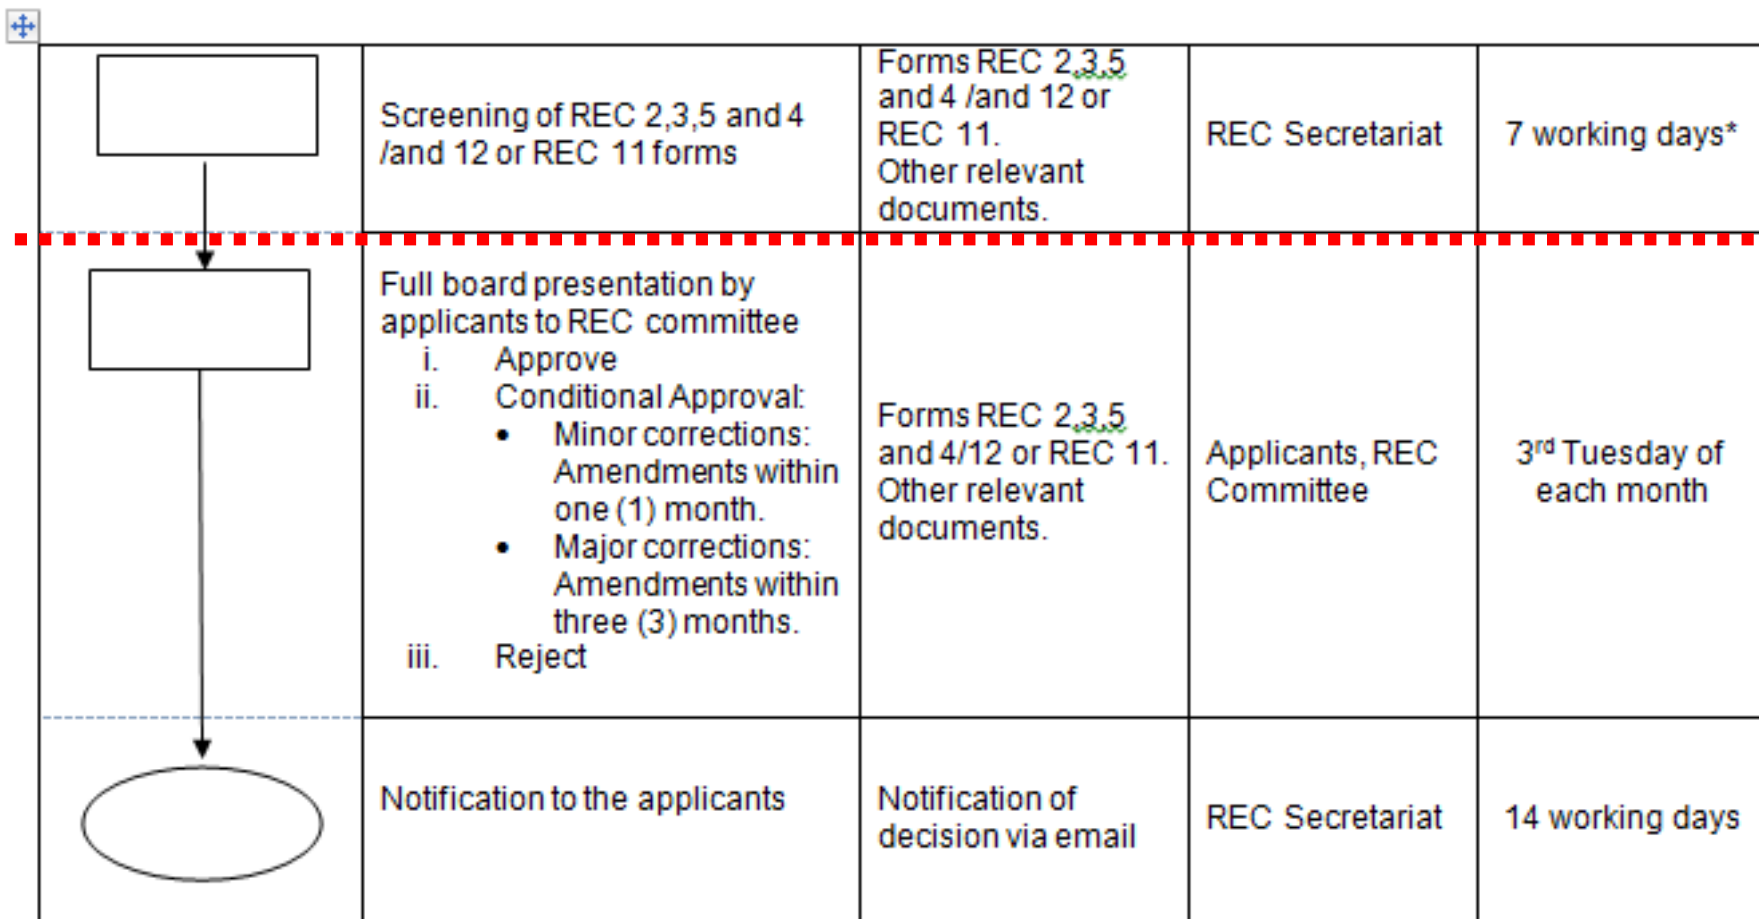 Screening of REC 2,3,5 and 4
/and 12 or REC 11 forms
Forms REC 2,3,5
and 4 /and 12 or
REC 11.
Other relevant
documents.
REC Secretariat
7 working days*
Full board presentation by
applicants to REC committee
i. Approve
ii. Conditional Approval:
• Minor corrections:
Amendments within
one (1) month.
• Major corrections:
Amendments within
three (3) months.
iii. Reject
Forms REC 2,3,5
and 4/12 or REC 11.
Other relevant
documents.
Applicants, REC
Committee
3rd Tuesday of
each month
Notification to the applicants
Notification of
decision via email
REC Secretariat
14 working days